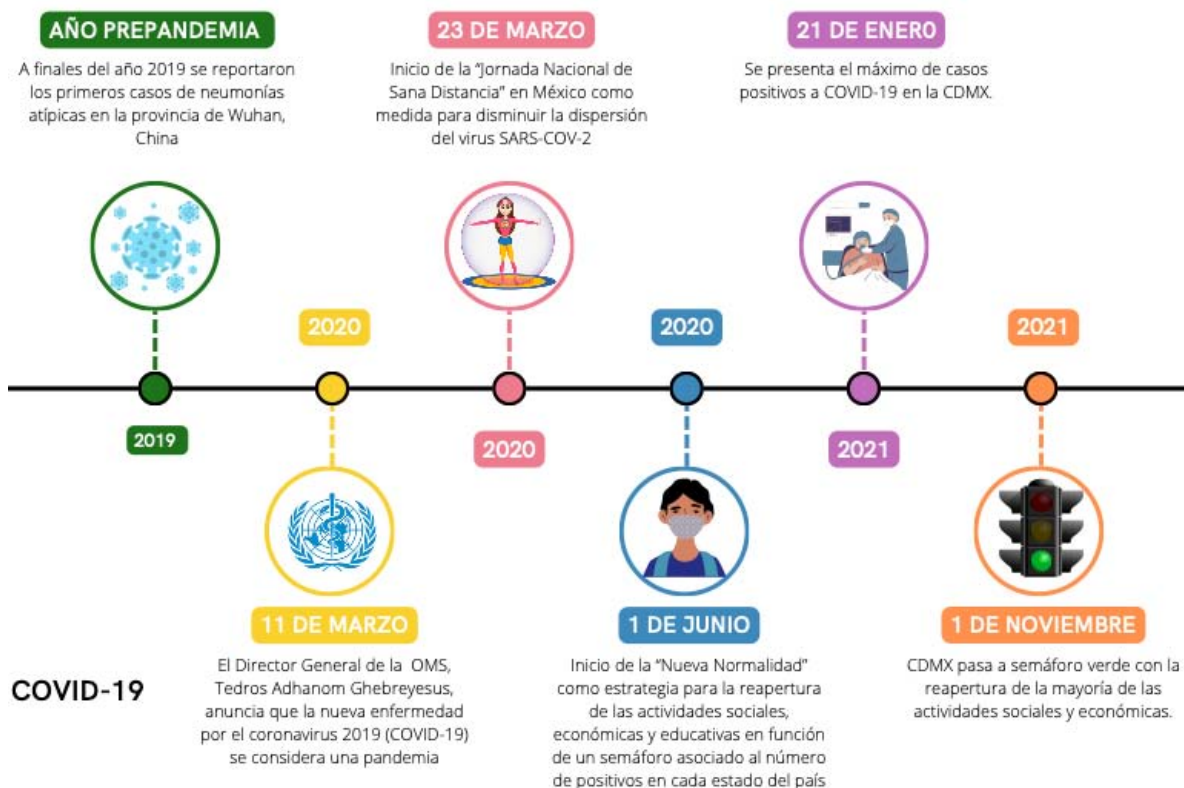 AÑO PREPANDEMIA
A finales del año 2019 se reportaron
los primeros casos de neumonías
atípicas en la provincia de Wuhan,
China
23 DE MARZO
Inicio de la "Jornada Nacional de
Sana Distancia" en México como
medida para disminuir la dispersión
del virus SARS-COV-2
21 DE ENERO
Se presenta el máximo de casos
positivos a COVID-19 en la CDMX.
2020
2020
2021
2019
2020
2021
11 DE MARZO
El Director General de la OMS,
Tedros Adhanom Ghebreyesus,
anuncia que la nueva enfermedad
por el coronavirus 2019 (COVID-19)
se considera una pandemia
1 DE JUNIO
Inicio de la "Nueva Normalidad"
como estrategia para la reapertura
de las actividades sociales,
económicas y educativas en función
de un semáforo asociado al número
de positivos en cada estado del país
1 DE NOVIEMBRE
CDMX pasa a semáforo verde con la
reapertura de la mayoría de las
actividades sociales y económicas.
COVID-19